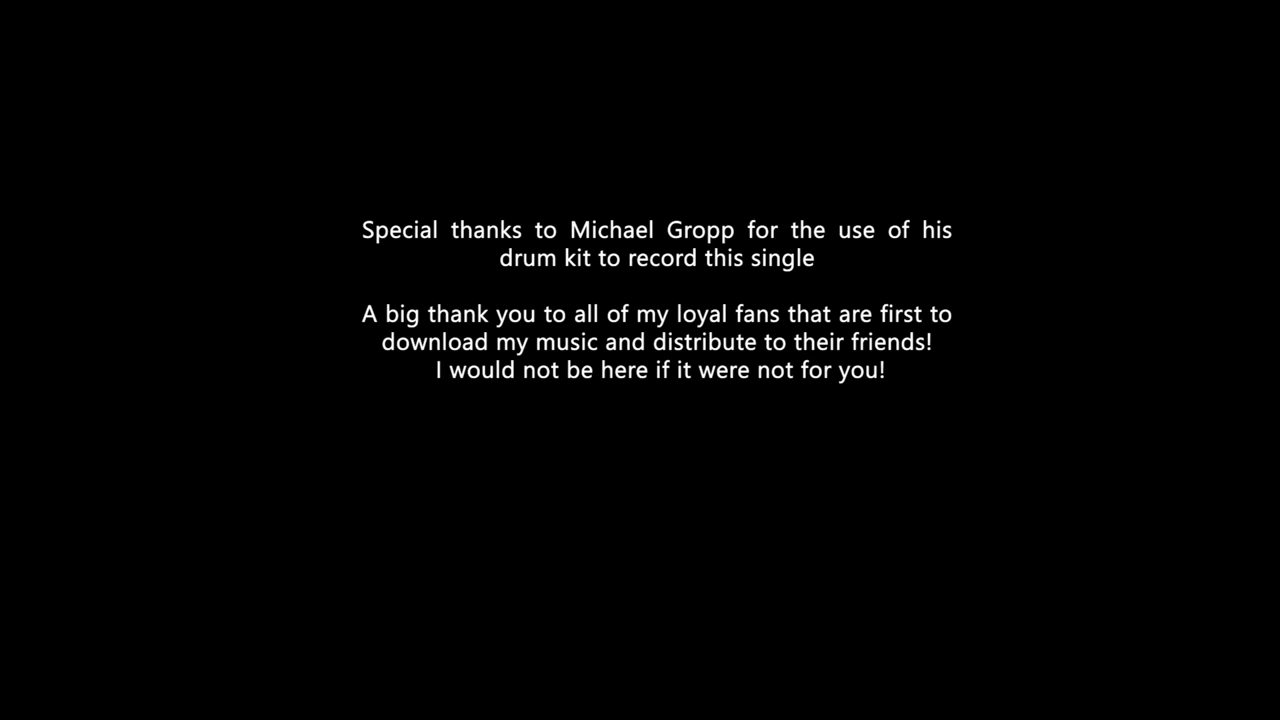 Special thanks to Michael Gropp for the use of his
drum kit to record this single
A big thank you to all of my loyal fans that are first to
download my music and distribute to their friends!
I would not be here if it were not for you!